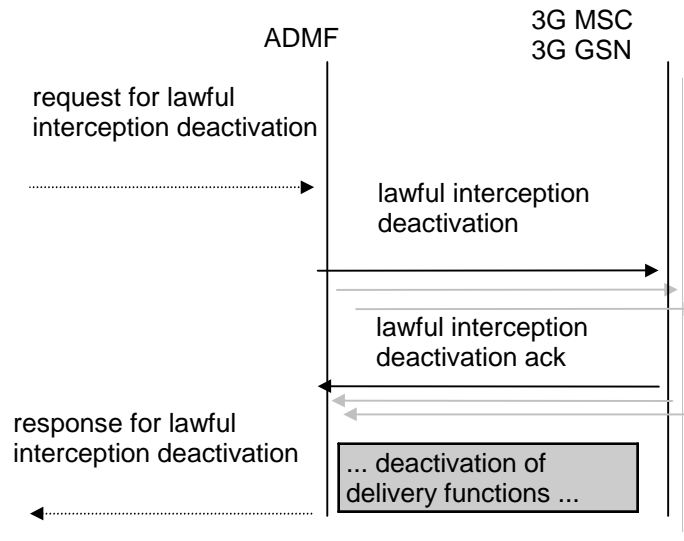 ADMF
3G MSC
3G GSN
request for lawful
interception deactivation
lawful interception
deactivation
lawful interception
deactivation ack
response for lawful
interception deactivation
... deactivation of
delivery functions ...